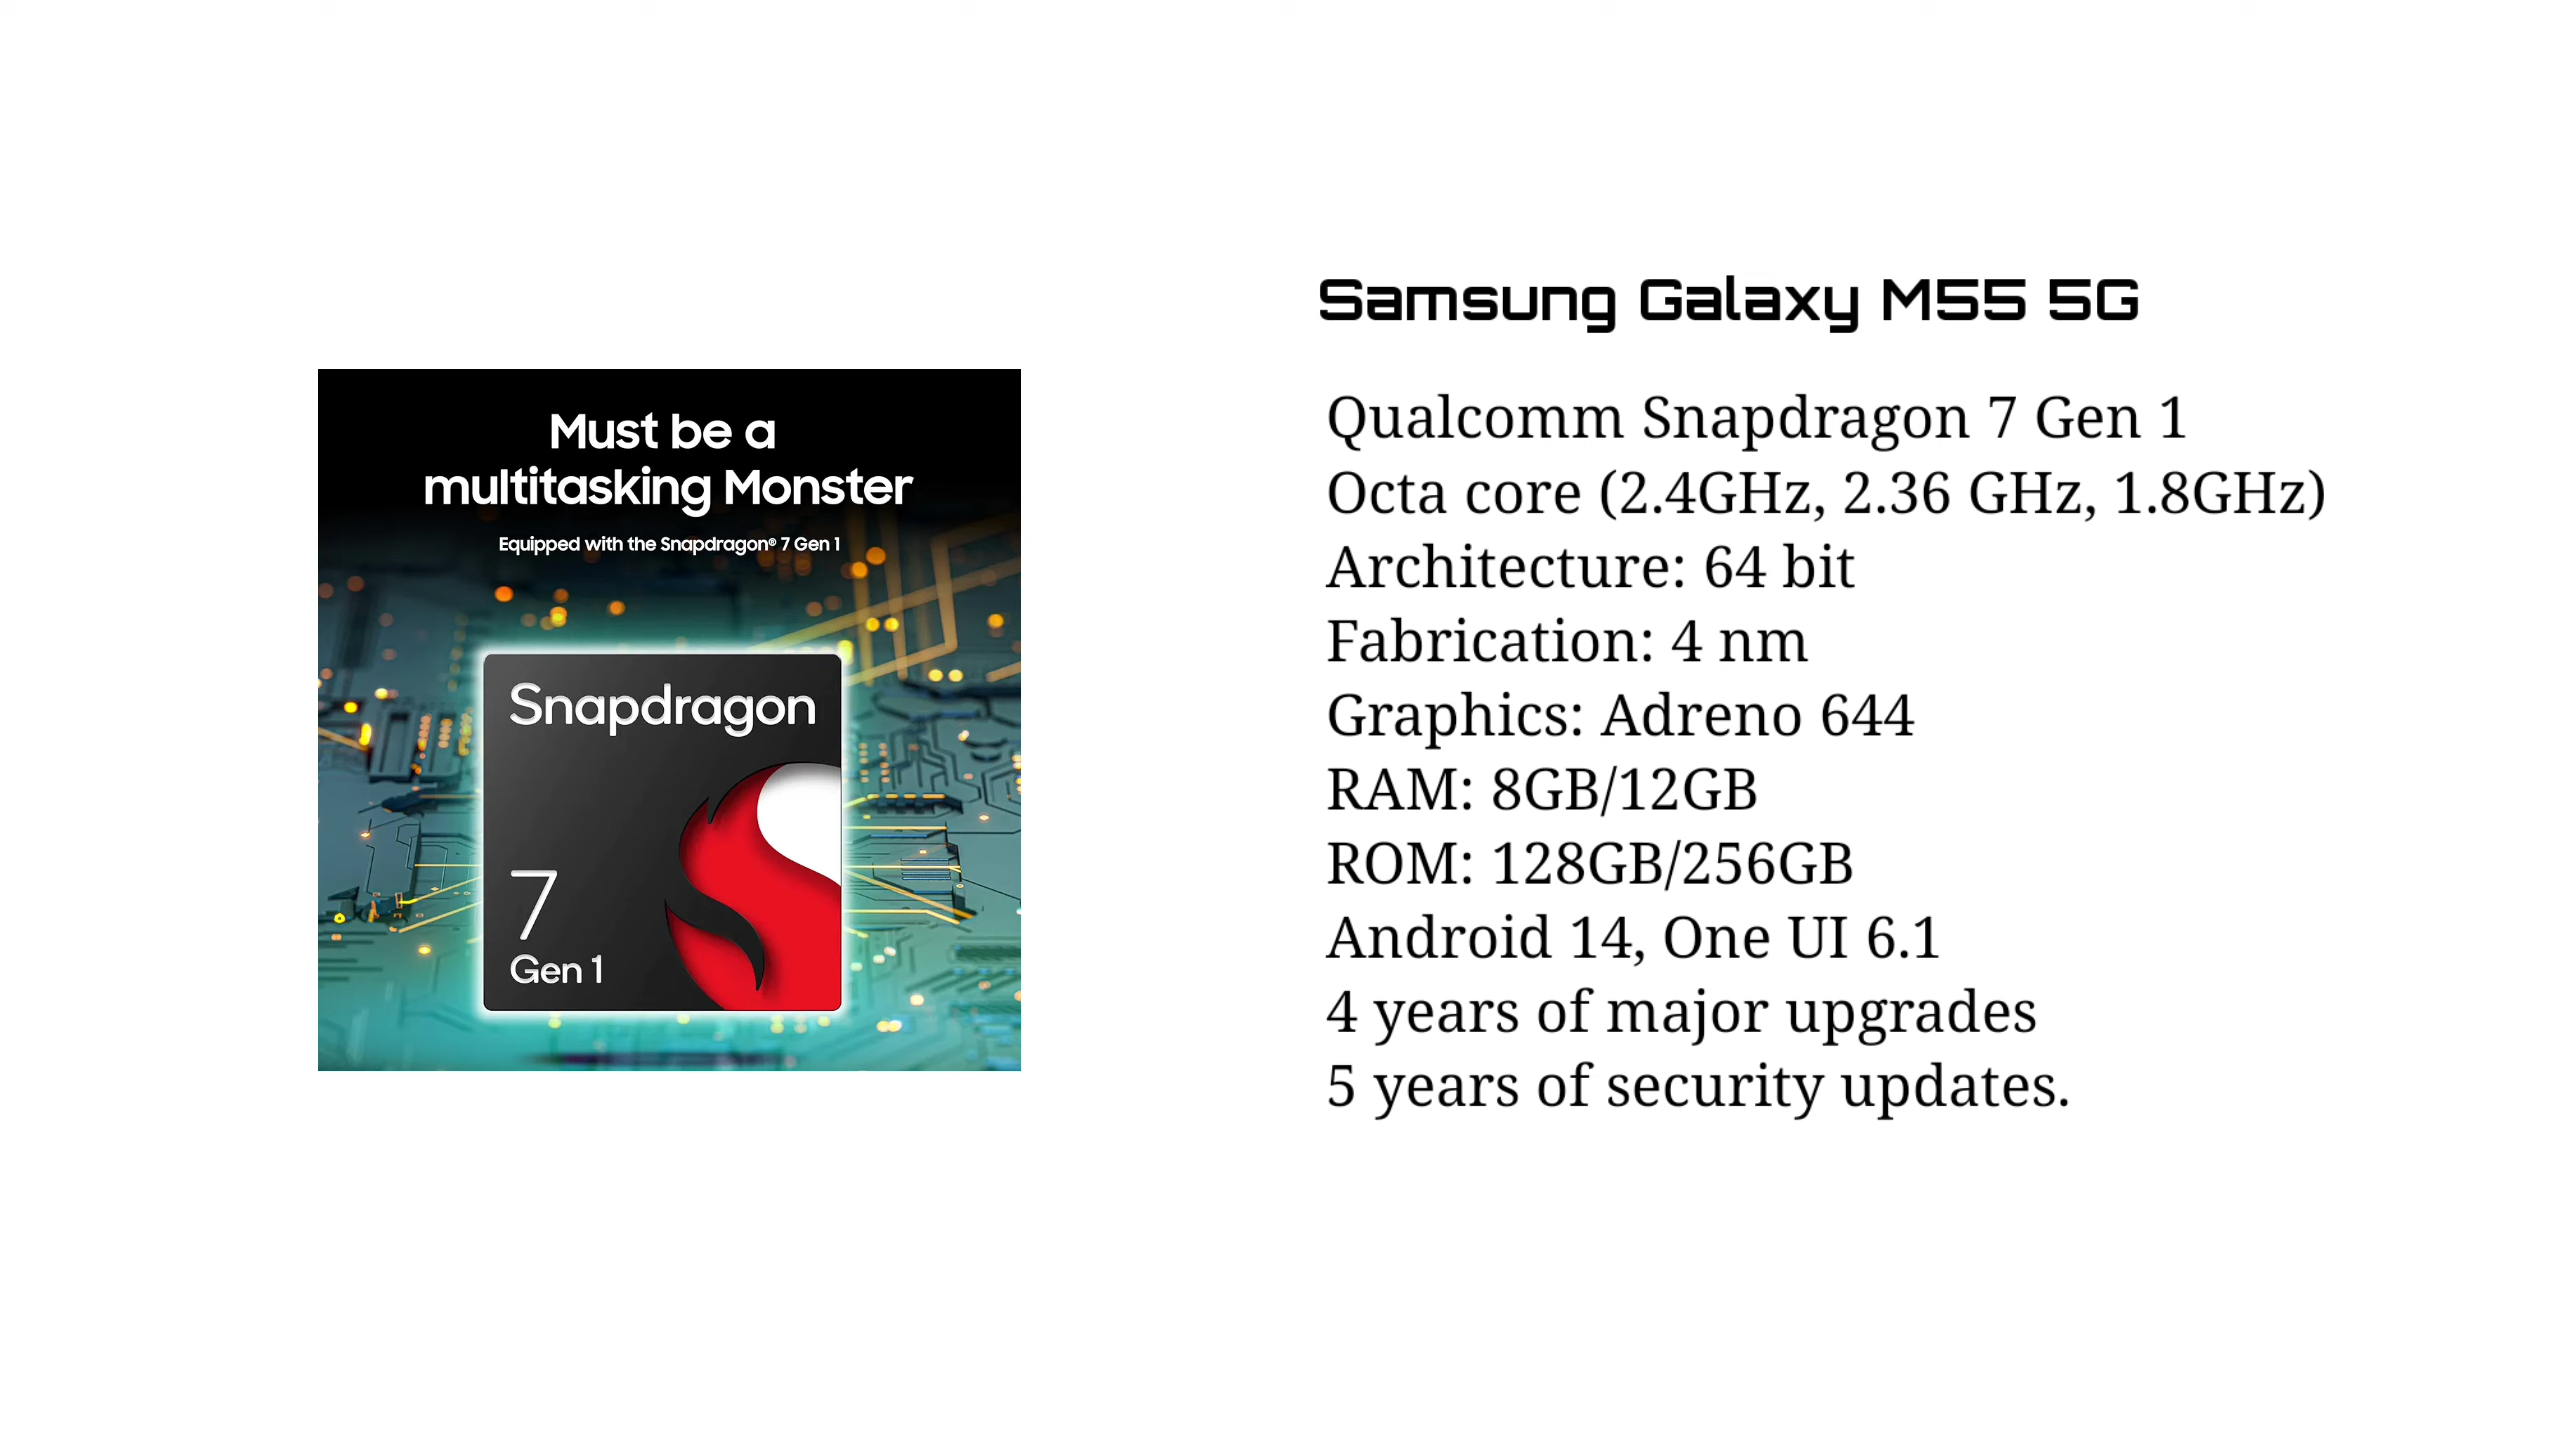 Must be a
multitasking Monster
Equipped with the Snapdragon® 7 Gen 1
Snapdragon
7
Gen 1
Samsung Galaxy M55 5G
Qualcomm Snapdragon 7 Gen 1
Octa core (2.4GHz, 2.36 GHz, 1.8GHz)
Architecture: 64 bit
Fabrication: 4 nm
Graphics: Adreno 644
RAM: 8GB/12GB
ROM: 128GB/256GB
Android 14, One UI 6.1
4 years of major upgrades
5 years of security updates.